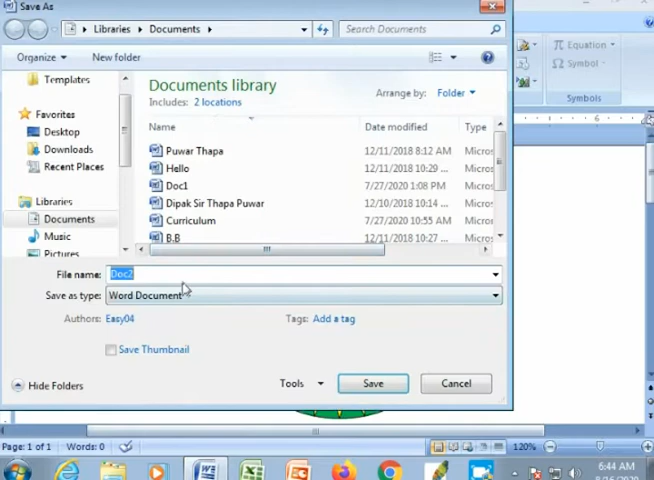 Save As
Libraries Documents Search Documents
Organize New folder
π Equation
Ω Symbol
Symbols
Templates
Favorites
Desktop
Downloads
Recent Places
Libraries
Documents
Music
Pictures
Documents library
Includes: 2 locations
Arrange by: Folder
Name Date modified Type
Puwar Thapa 12/11/2018 8:12 AM Micros
Hello 12/11/2018 10:29 ... Micros
Doc1 7/27/2020 1:08 PM Micros
Dipak Sir Thapa Puwar 12/10/2018 10:14 ... Micros
Curriculum 7/27/2020 10:55 AM Micros
B.B 12/11/2018 10:27 ... Micros
File name: Doc2
Save as type: Word Document
Authors: Easy04 Tags: Add a tag
Save Thumbnail
Hide Folders Tools Save Cancel
Page: 1 of 1 Words: 0 120%
6:44 AM
8/16/2020